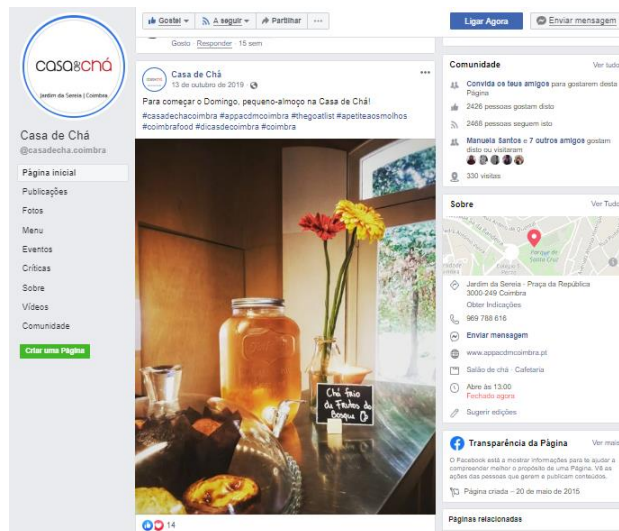 CASA DE CHÁ
Jardim da Sereia | Coimbra
Casa de Chá
@casadecha.coimbra
Página inicial
Publicações
Fotos
Menu
Eventos
Críticas
Sobre
Vídeos
Comunidade
Criar uma Página
Gostei
A seguir
Partilhar
...
Gosto · Responder · 15 sem
Casa de Chá
13 de outubro de 2019 ·
Para começar o Domingo, pequeno-almoço na Casa de Chá!
#casadechacoimbra #appacdmcoimbra #thegoatlist #apetiteaosmolhos
#coimbrafood #dicasdecoimbra #coimbra
Chá frio
de Frutos do
Bosque
14
Ligar Agora
Enviar mensagem
Comunidade
Ver tudo
Convida os teus amigos para gostarem desta
Página
2426 pessoas gostam disto
2468 pessoas seguem isto
Manuela Santos e 7 outros amigos gostam
disto ou visitaram
330 visitas
Sobre
Ver Tudo
Parque de
Santa Cruz
Jardim da Sereia · Praça da República
3000-249 Coimbra
Obter Indicações
969 788 616
Enviar mensagem
www.appacdmcoimbra.pt
Salão de chá · Cafetaria
Abre às 13:00
Fechado agora
Sugerir edições
Transparência da Página
Ver mais
O Facebook está a mostrar informações para te ajudar a
compreender melhor o propósito de uma Página. Vê as
ações das pessoas que gerem e publicam conteúdos.
Página criada – 20 de maio de 2015
Páginas relacionadas